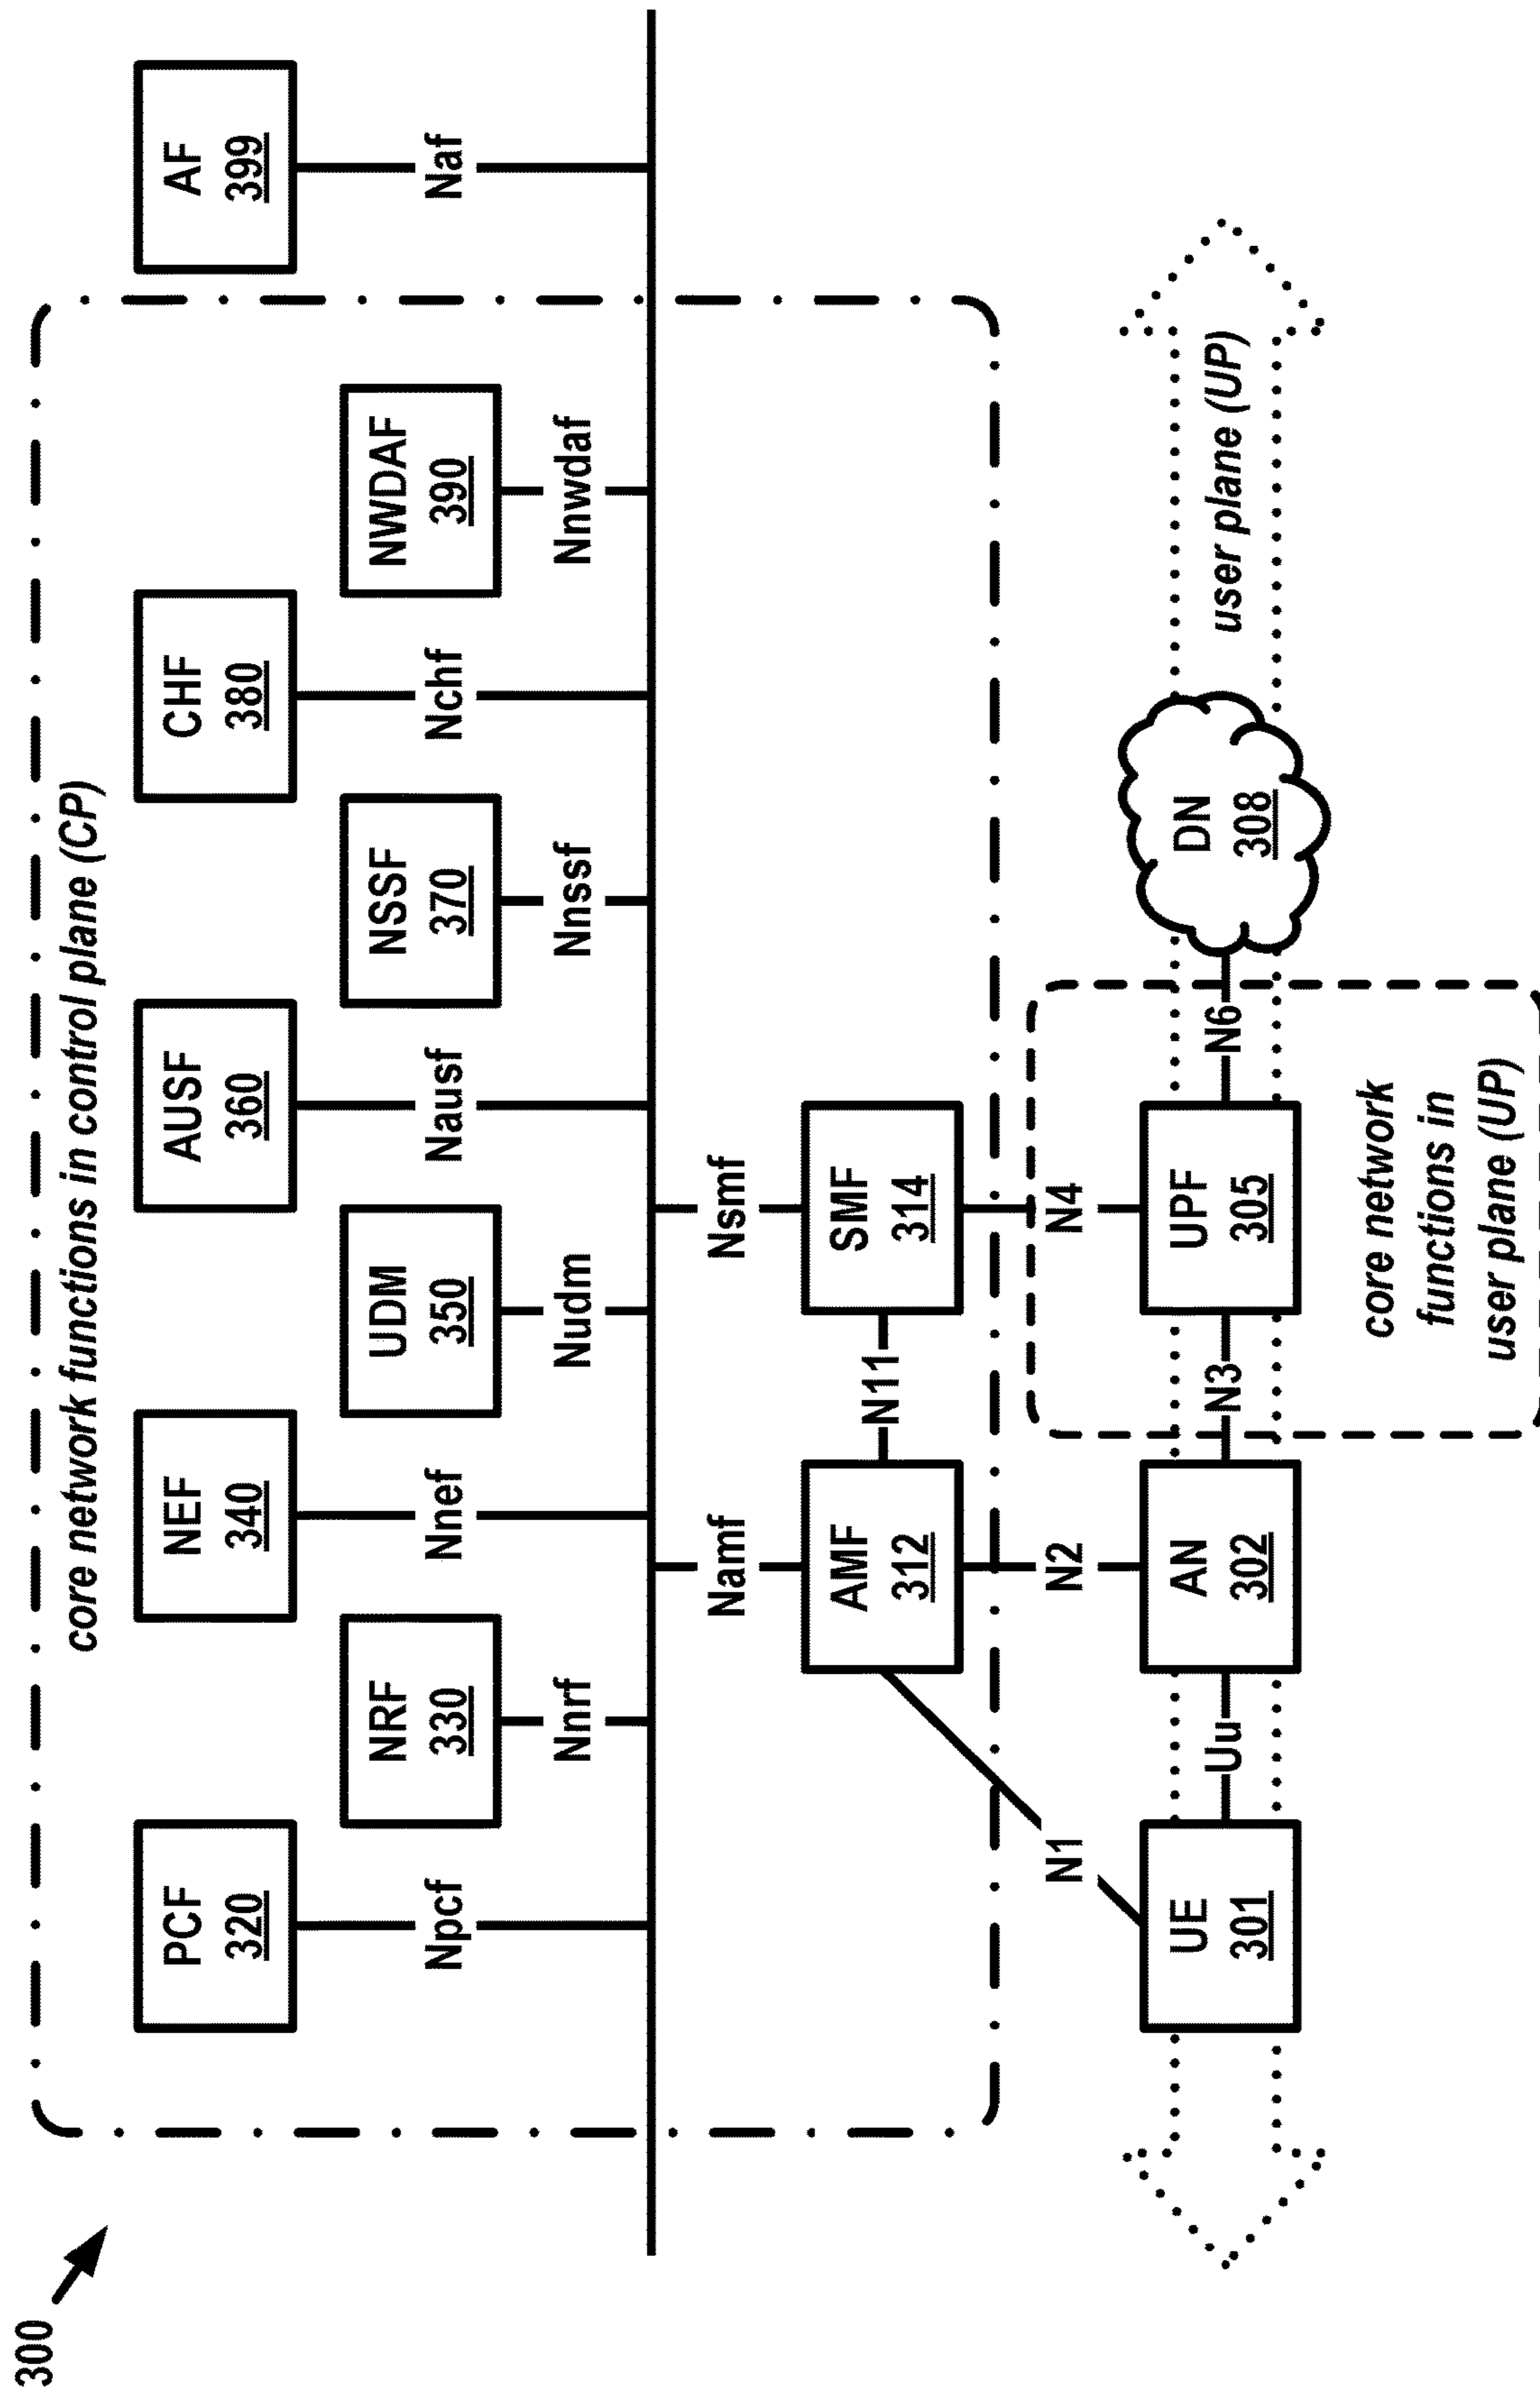 300
core network functions in control plane (CP)
PCF
320
NEF
340
AUSF
360
CHF
380
AF
399
NRF
330
UDM
350
NSSF
370
NWDAF
390
Npcf
Nnef
Nausf
Nchf
Naf
Nnrf
Nudm
Nnssf
Nnwdaf
Namf
Nsmf
AMF
312
N11
SMF
314
N1
N2
N4
UE
301
Uu
AN
302
N3
UPF
305
N6
DN
308
user plane (UP)
core network
functions in
user plane (UP)